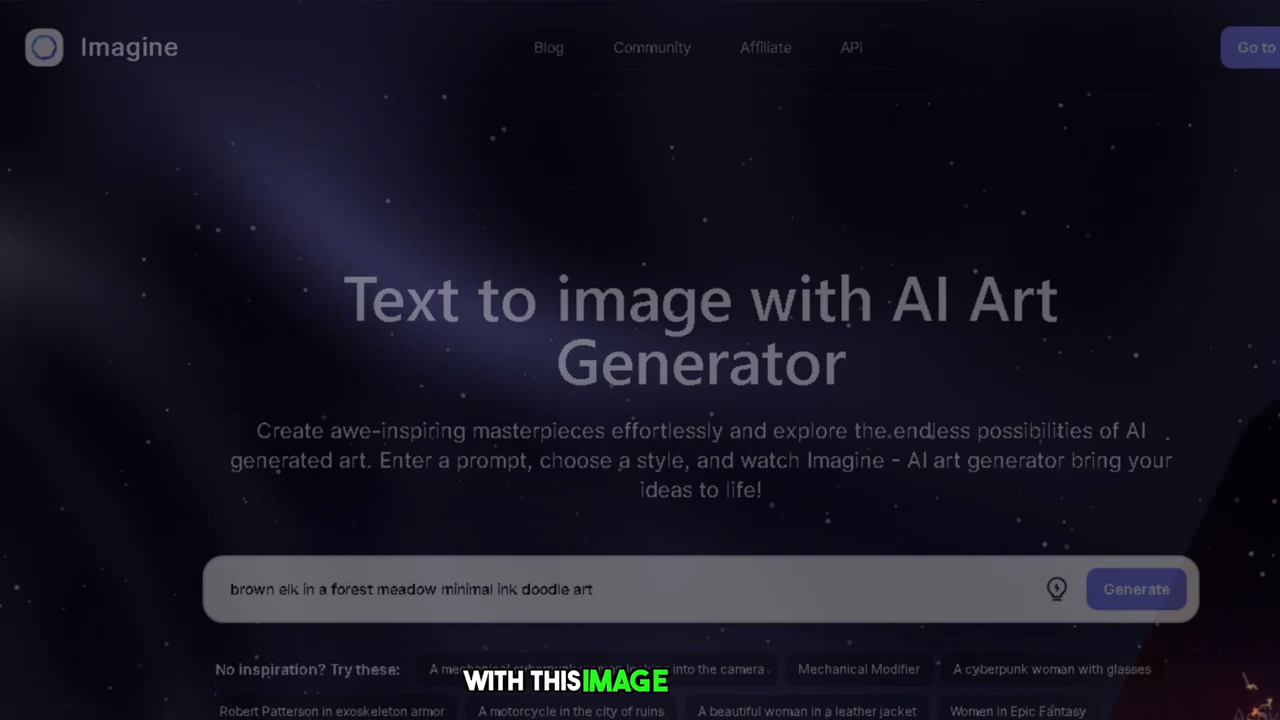 Imagine
Blog Community Affiliate API
Go to
Text to image with AI Art
Generator
Create awe-inspiring masterpieces effortlessly and explore the endless possibilities of AI
generated art. Enter a prompt, choose a style, and watch Imagine - AI art generator bring your
ideas to life!
brown elk in a forest meadow minimal ink doodle art
Generate
No inspiration? Try these: A mechanical cyberpunk woman looking into the camera Mechanical Modifier A cyberpunk woman with glasses
WITH THIS IMAGE
Robert Patterson in exoskeleton armor A motorcycle in the city of ruins A beautiful woman in a leather jacket Women in Epic Fantasy